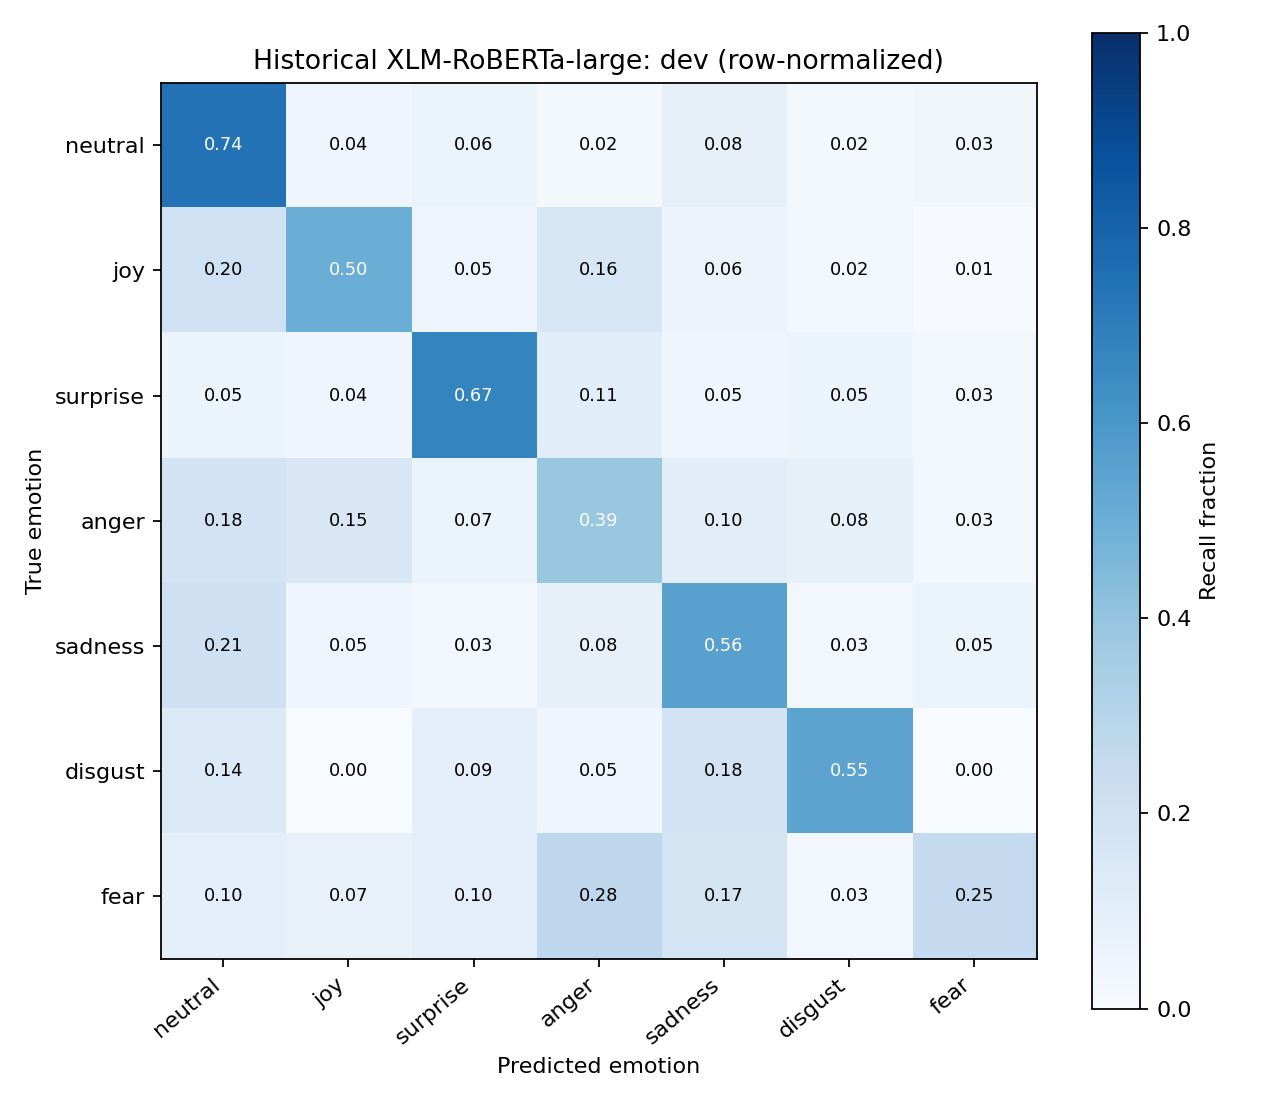 Historical XLM-RoBERTa-large: dev (row-normalized)
neutral 0.74 0.04 0.06 0.02 0.08 0.02 0.03
joy 0.20 0.50 0.05 0.16 0.06 0.02 0.01
surprise 0.05 0.04 0.67 0.11 0.05 0.05 0.03
anger 0.18 0.15 0.07 0.39 0.10 0.08 0.03
sadness 0.21 0.05 0.03 0.08 0.56 0.03 0.05
disgust 0.14 0.00 0.09 0.05 0.18 0.55 0.00
fear 0.10 0.07 0.10 0.28 0.17 0.03 0.25
neutral joy surprise anger sadness disgust fear
Predicted emotion
True emotion
1.0
0.8
0.6
0.4
0.2
0.0
Recall fraction